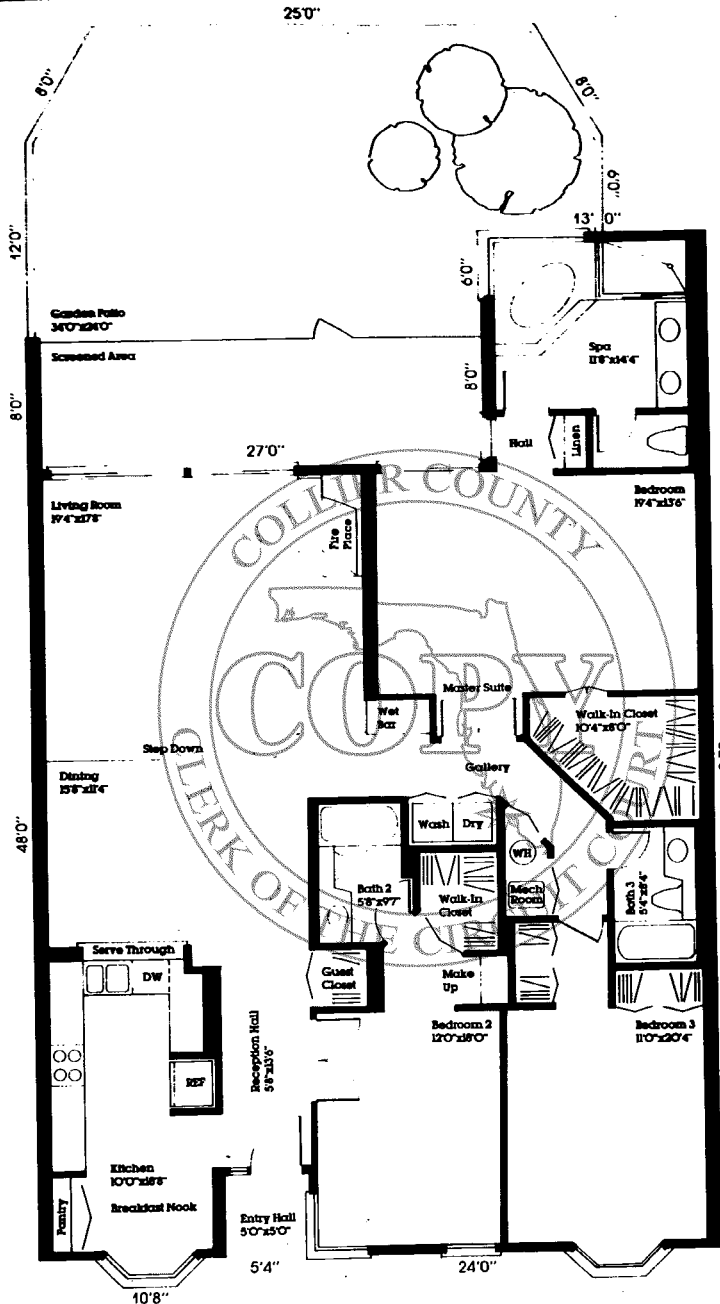 25'0"
8'0"
8'0"
6'0"
13' 0"
12'0"
6'0"
Garden Patio
34'0"x24'0"
Screened Area
Spa
11'8"x14'4"
8'0"
8'0"
27'0"
Hall
Linen
Living Room
19'4"x17'8"
Fire
Place
Bedroom
19'4"x13'6"
COLLIER COUNTY
COPY
CLERK OF THE CIRCUIT COURT
Master Suite
Wet
Bar
Walk-In Closet
10'4"x8'0"
Step Down
Gallery
Dining
15'8"x11'4"
48'0"
Wash
Dry
WH
Bath 2
5'8"x9'7"
Walk-In
Closet
Mech
Room
Bath 3
5'4"x8'4"
Serve Through
DW
Guest
Closet
Make
Up
Reception Hall
5'8"x13'6"
Bedroom 2
12'0"x18'0"
Bedroom 3
11'0"x20'4"
REF
Kitchen
10'0"x18'8"
Breakfast Nook
Pantry
Entry Hall
5'0"x5'0"
5'4"
24'0"
10'8"